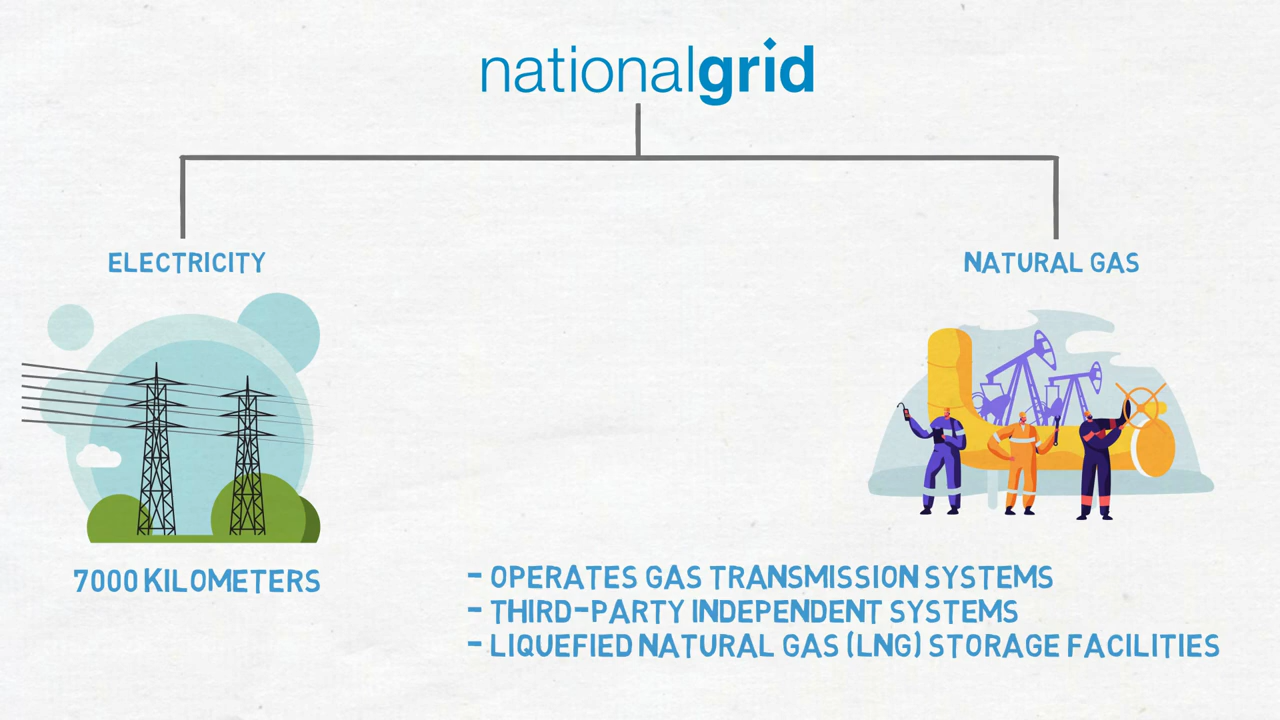 nationalgrid
ELECTRICITY
NATURAL GAS
7000 KILOMETERS
- OPERATES GAS TRANSMISSION SYSTEMS
- THIRD-PARTY INDEPENDENT SYSTEMS
- LIQUEFIED NATURAL GAS (LNG) STORAGE FACILITIES